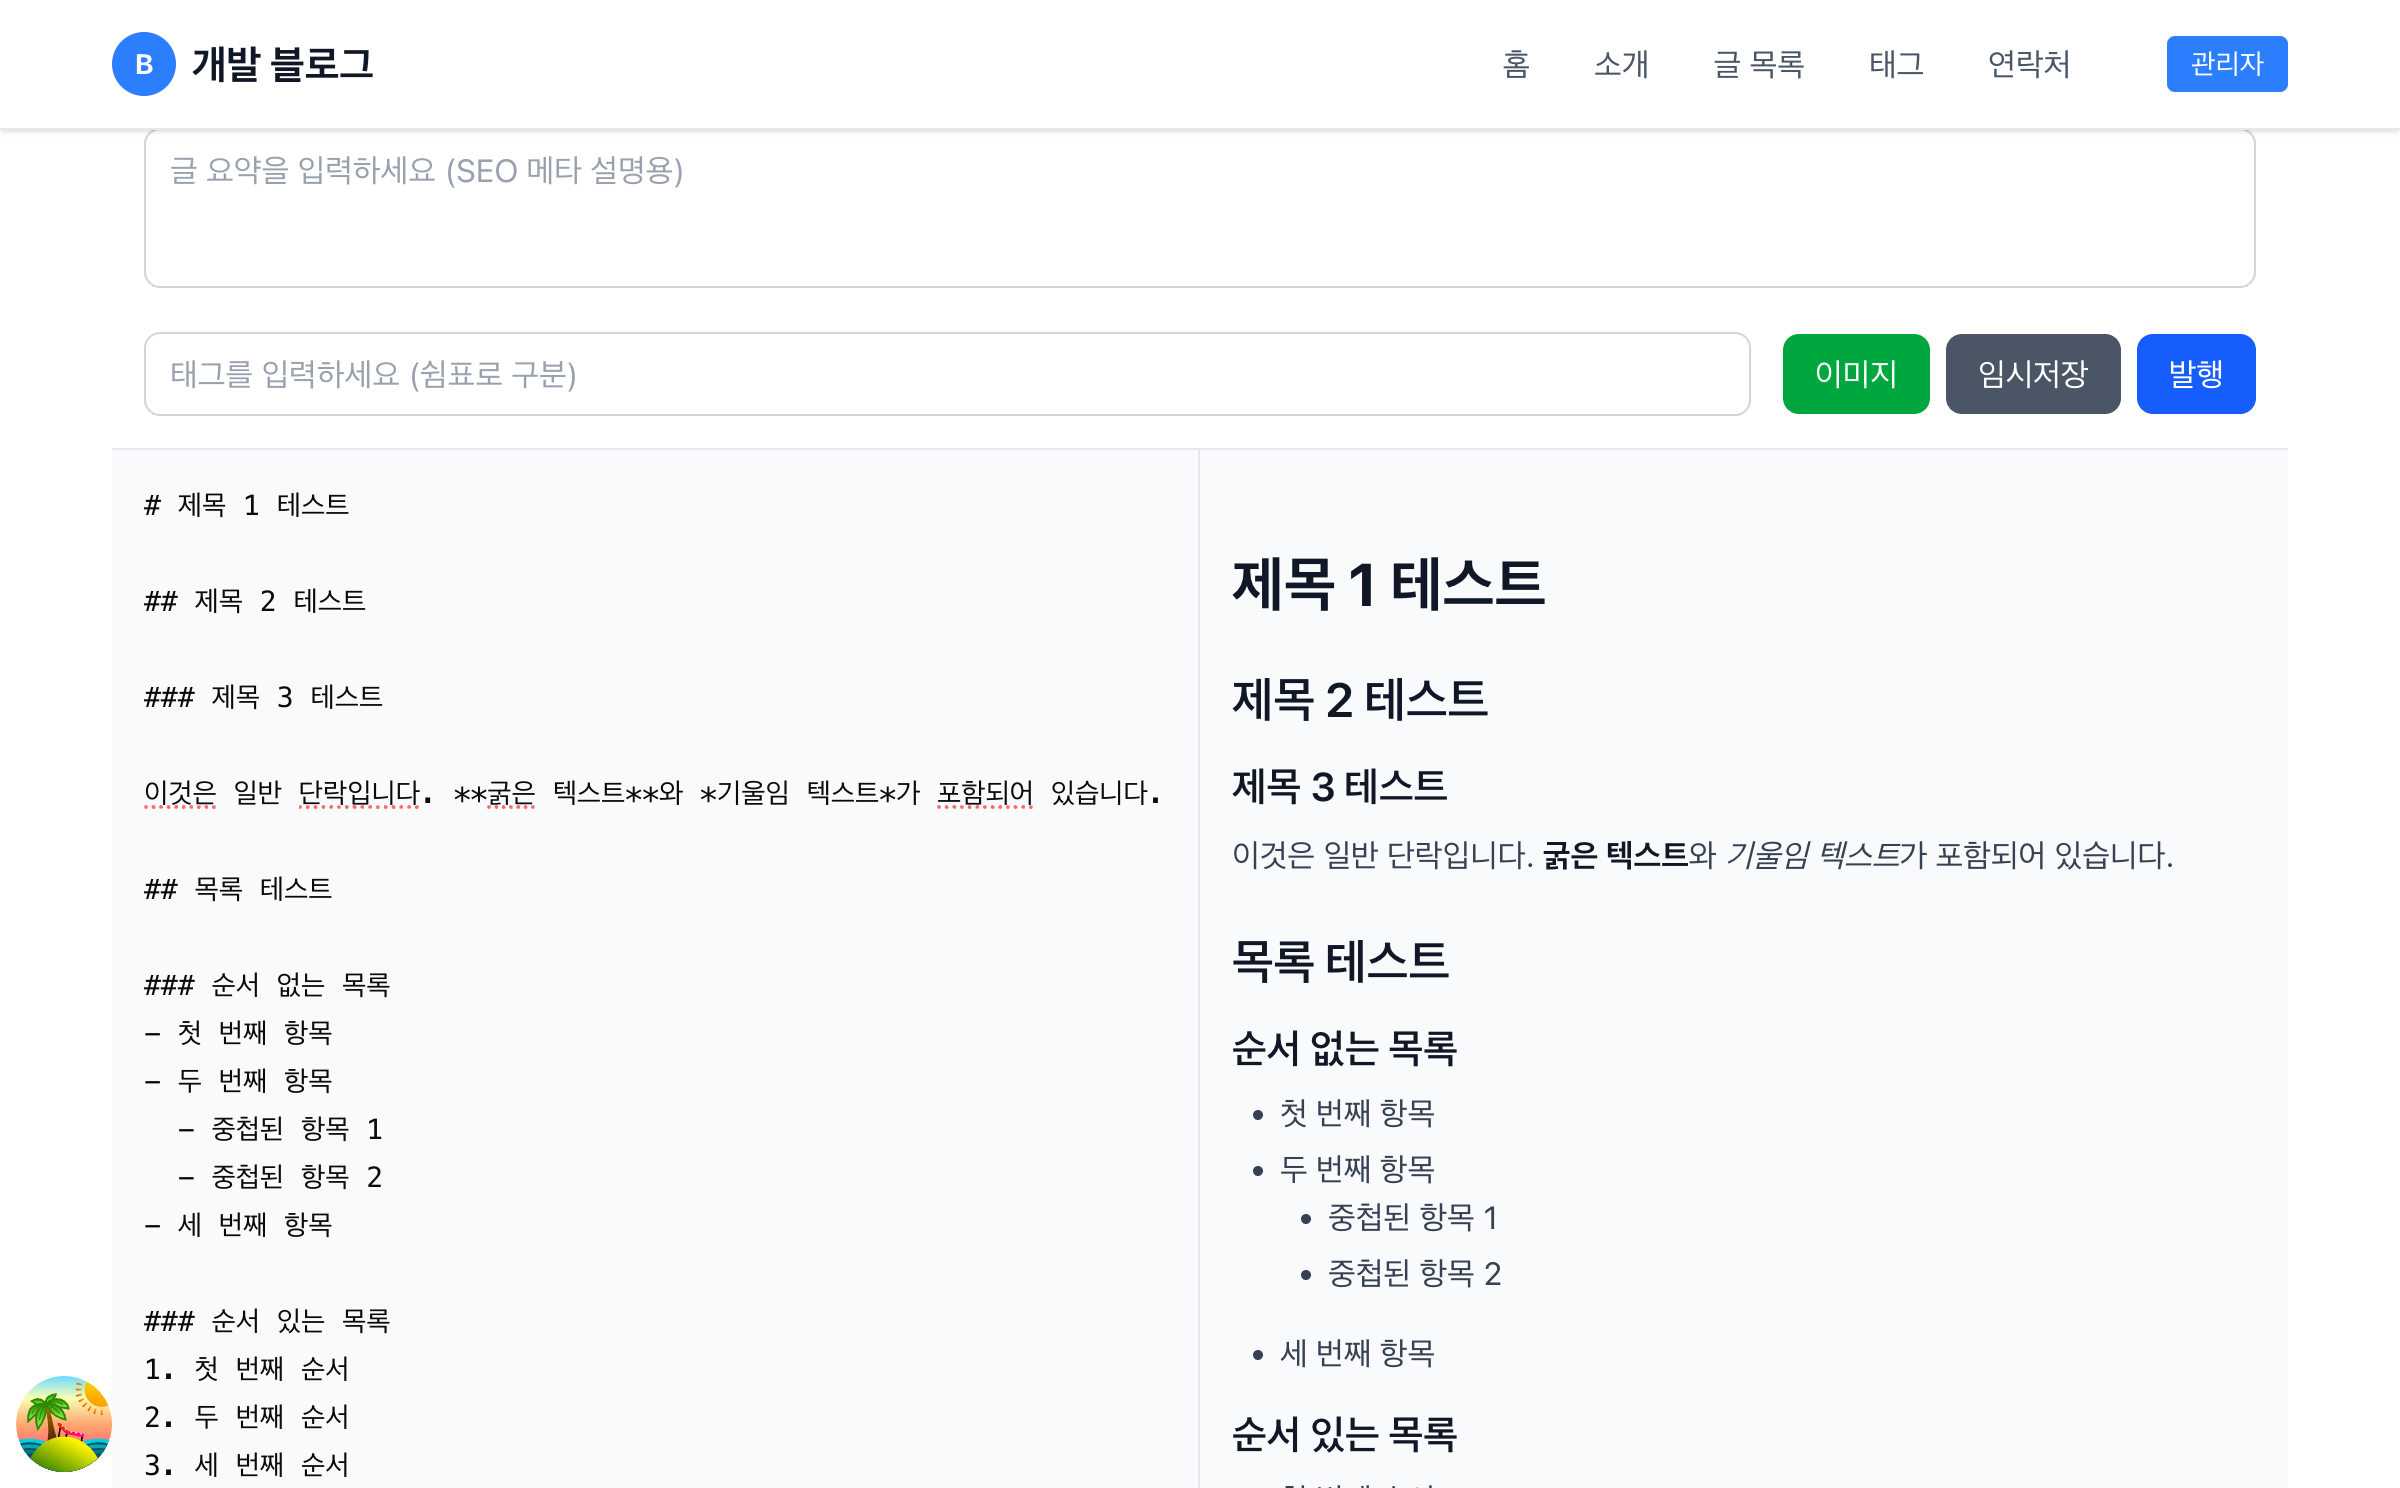 B 개발 블로그 홈 소개 글 목록 태그 연락처 관리자
글 요약을 입력하세요 (SEO 메타 설명용)
태그를 입력하세요 (쉼표로 구분) 이미지 임시저장 발행
# 제목 1 테스트
## 제목 2 테스트
### 제목 3 테스트
이것은 일반 단락입니다. **굵은 텍스트**와 *기울임 텍스트*가 포함되어 있습니다.
## 목록 테스트
### 순서 없는 목록
- 첫 번째 항목
- 두 번째 항목
  - 중첩된 항목 1
  - 중첩된 항목 2
- 세 번째 항목
### 순서 있는 목록
1. 첫 번째 순서
2. 두 번째 순서
3. 세 번째 순서
제목 1 테스트
제목 2 테스트
제목 3 테스트
이것은 일반 단락입니다. 굵은 텍스트와 기울임 텍스트가 포함되어 있습니다.
목록 테스트
순서 없는 목록
• 첫 번째 항목
• 두 번째 항목
• 중첩된 항목 1
• 중첩된 항목 2
• 세 번째 항목
순서 있는 목록